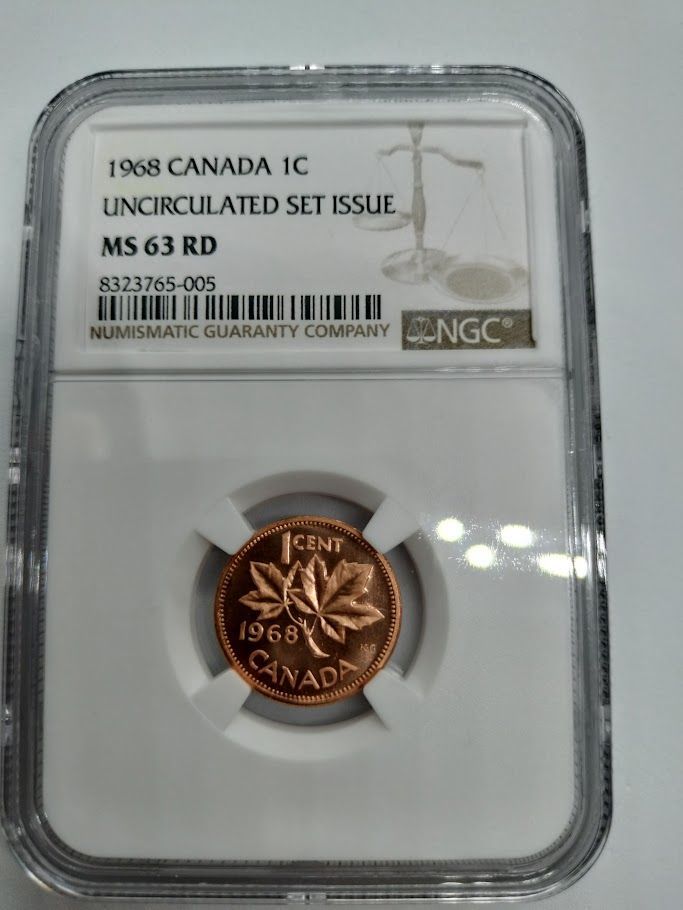 1968 CANADA 1C
UNCIRCULATED SET ISSUE
MS 63 RD
8323765-005
NUMISMATIC GUARANTY COMPANY
NGC®
1 CENT
1968
KG
CANADA